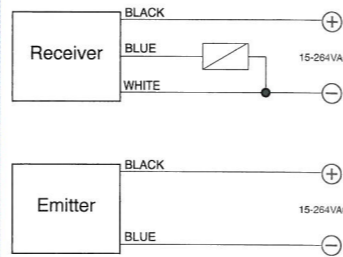 BLACK
+
Receiver
BLUE
15-264VA
WHITE
−
BLACK
+
Emitter
15-264VA
BLUE
−